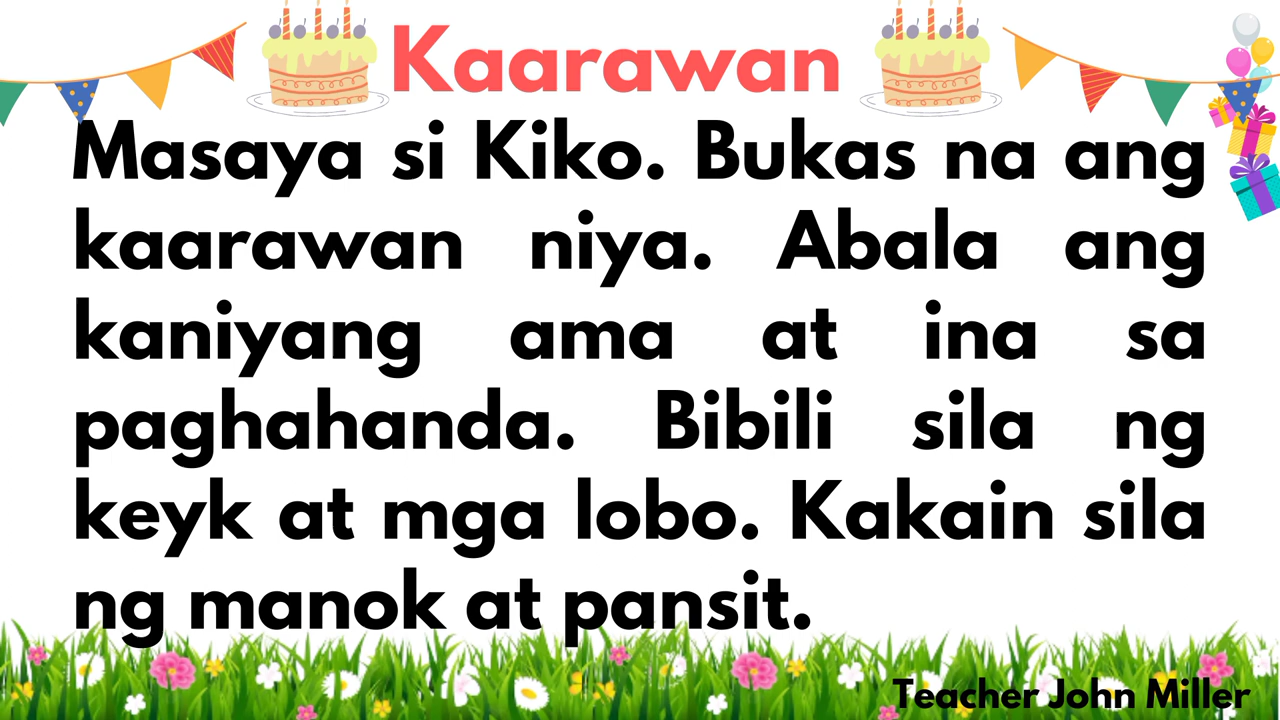 Kaarawan
Masaya si Kiko. Bukas na ang
kaarawan niya. Abala ang
kaniyang ama at ina sa
paghahanda. Bibili sila ng
keyk at mga lobo. Kakain sila
ng manok at pansit.
Teacher John Miller